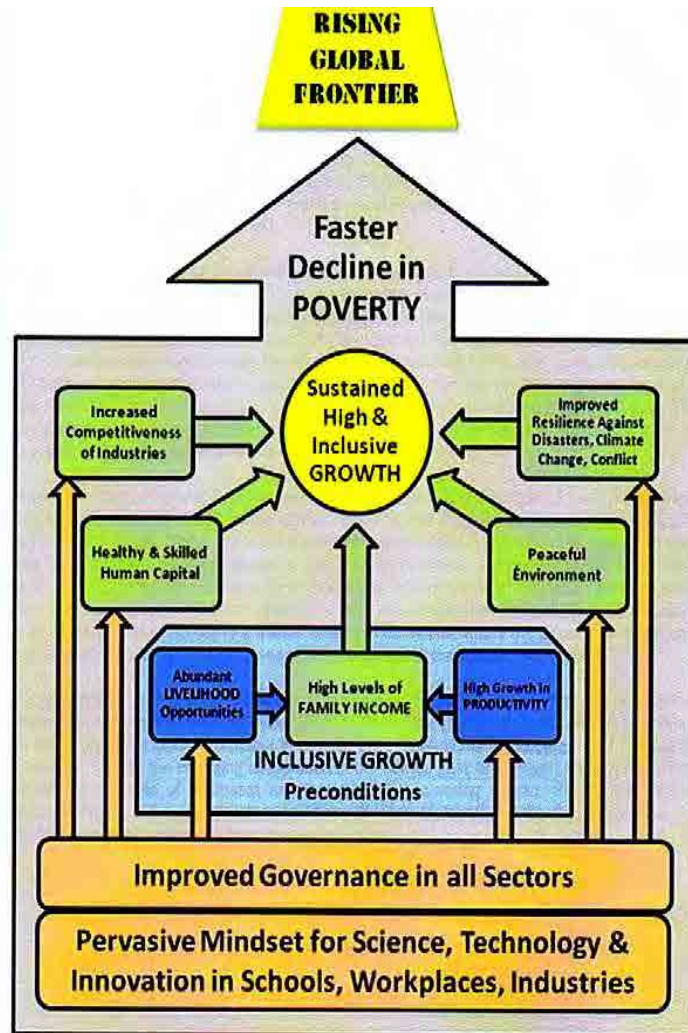 RISING
GLOBAL
FRONTIER
Faster
Decline in
POVERTY
Sustained
High &
Inclusive
GROWTH
Increased
Competitiveness
of Industries
Improved
Resilience Against
Disasters, Climate
Change, Conflict
Healthy & Skilled
Human Capital
Peaceful
Environment
Abundant
LIVELIHOOD
Opportunities
High Levels of
FAMILY INCOME
High Growth in
PRODUCTIVITY
INCLUSIVE GROWTH
Preconditions
Improved Governance in all Sectors
Pervasive Mindset for Science, Technology &
Innovation in Schools, Workplaces, Industries